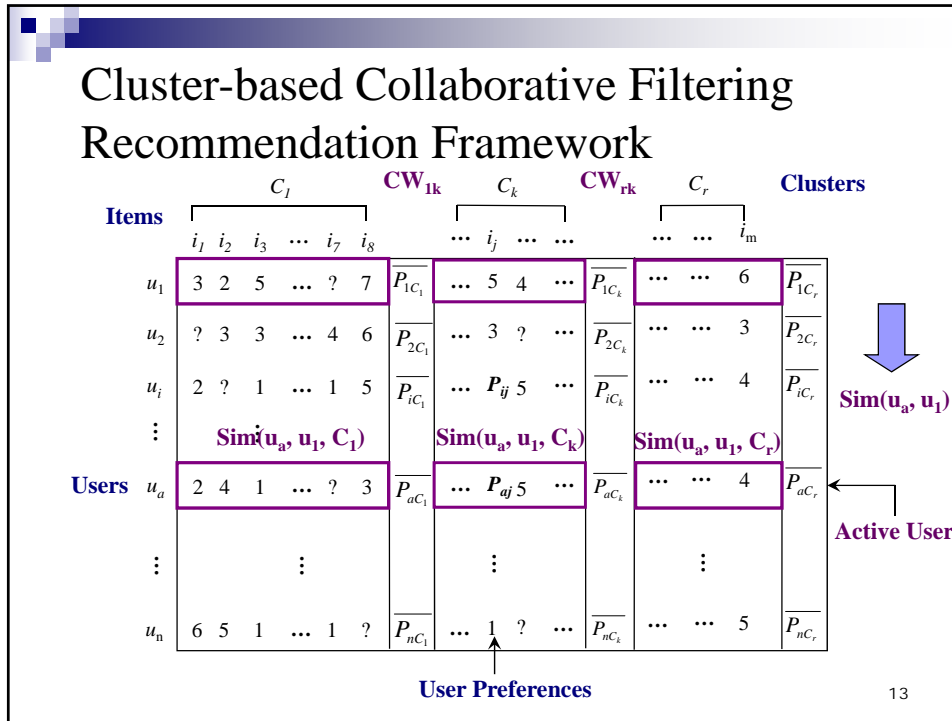 Cluster-based Collaborative Filtering
Recommendation Framework
C1 CW1k Ck CWrk Cr Clusters
Items
i1 i2 i3 … i7 i8 … ij … … … … im
u1 3 2 5 … ? 7 P1C1 … 5 4 … P1Ck … … 6 P1Cr
u2 ? 3 3 … 4 6 P2C1 … 3 ? … P2Ck … … 3 P2Cr
ui 2 ? 1 … 1 5 PiC1 … Pij 5 … PiCk … … 4 PiCr
Sim(ua, u1)
⋮ ⋮
Sim(ua, u1, C1) Sim(ua, u1, Ck) Sim(ua, u1, Cr)
Users ua 2 4 1 … ? 3 PaC1 … Paj 5 … PaCk … … 4 PaCr
Active User
⋮ ⋮ ⋮ ⋮
un 6 5 1 … 1 ? PnC1 … 1 ? … PnCk … … 5 PnCr
User Preferences
13